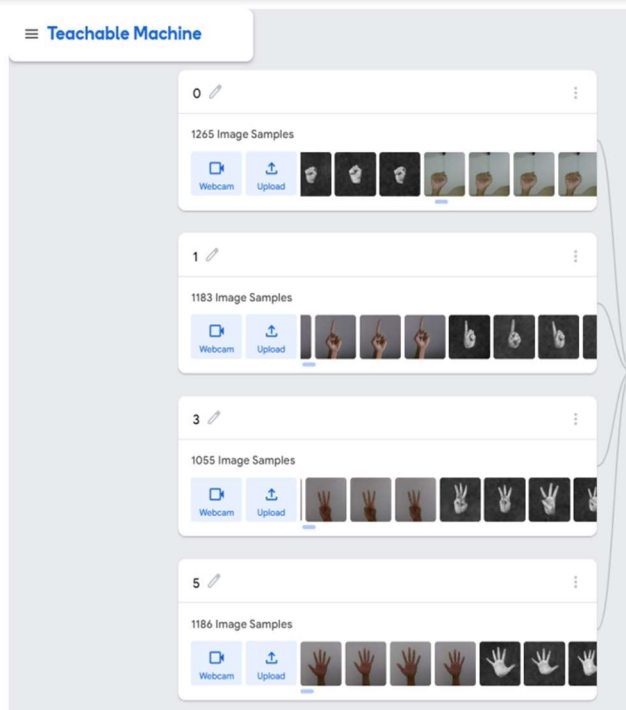 Teachable Machine
0
1265 Image Samples
Webcam
Upload
1
1183 Image Samples
Webcam
Upload
3
1055 Image Samples
Webcam
Upload
5
1186 Image Samples
Webcam
Upload